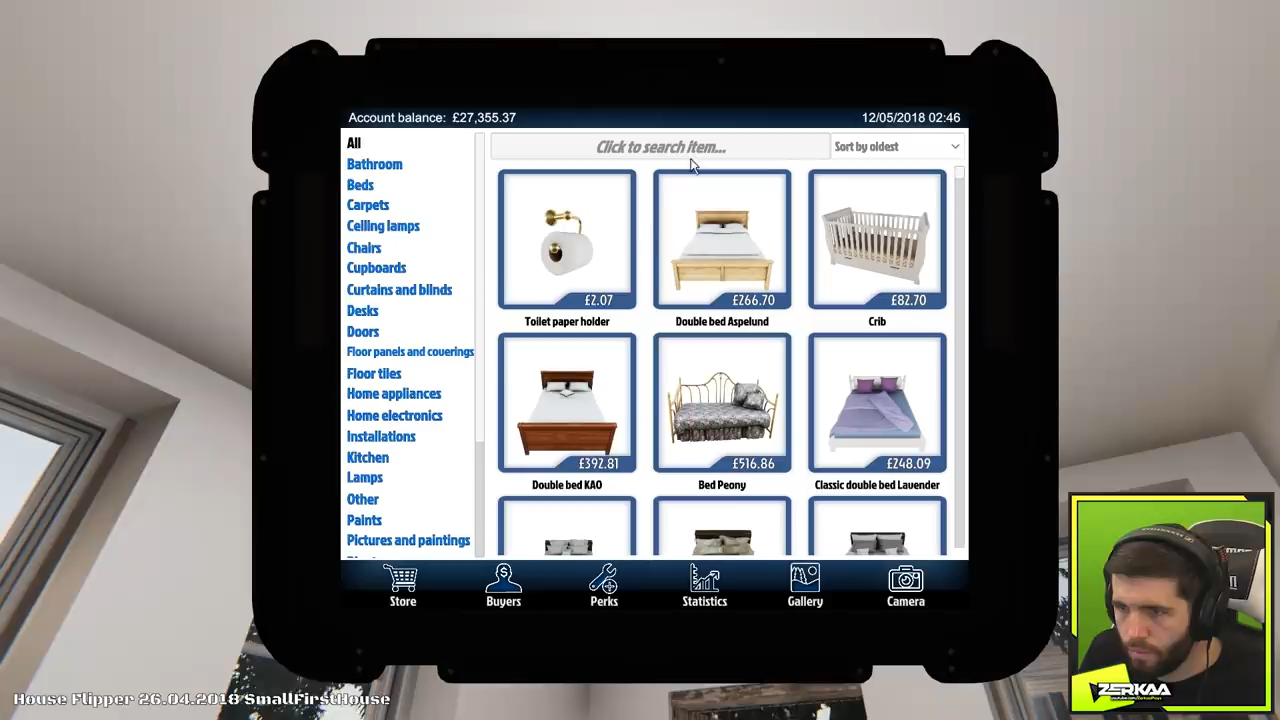 Account balance: £27,355.37
12/05/2018 02:46
All
Bathroom
Beds
Carpets
Ceiling lamps
Chairs
Cupboards
Curtains and blinds
Desks
Doors
Floor panels and coverings
Floor tiles
Home appliances
Home electronics
Installations
Kitchen
Lamps
Other
Paints
Pictures and paintings
Click to search item...
Sort by oldest
£2.07
£266.70
£82.70
Toilet paper holder
Double bed Aspelund
Crib
£392.81
£516.86
£248.09
Double bed KAO
Bed Peony
Classic double bed Lavender
Store
Buyers
Perks
Statistics
Gallery
Camera
House Flipper 26.04.2018 SmallFirstHouse
ZERKAA